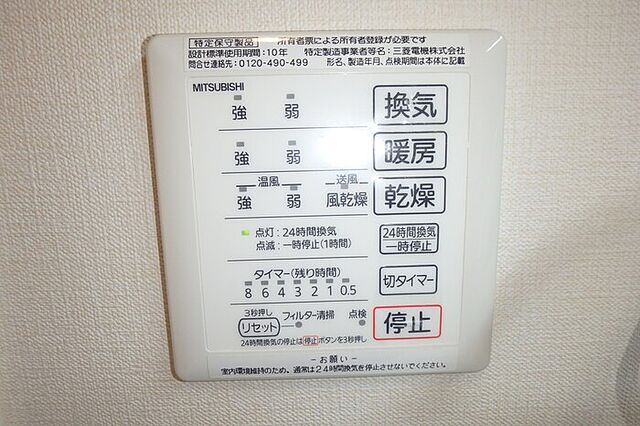 特定保守製品 所有者票による所有者登録が必要です
設計標準使用期間:10年 特定製造事業者等名:三菱電機株式会社
問合せ連絡先:0120-490-499 形名、製造年月、点検期間は本体に記載
MITSUBISHI
強 弱 換気
強 弱 暖房
温風 送風
強 弱 風乾燥 乾燥
点灯:24時間換気
点滅:一時停止(1時間)
24時間換気
一時停止
タイマー(残り時間)
8 6 4 3 2 1 0.5
切タイマー
3秒押し
リセット フィルター清掃 点検
停止
24時間換気の停止は停止ボタンを3秒押し
-お願い-
室内環境維持のため、通常は24時間換気を停止させないでください。